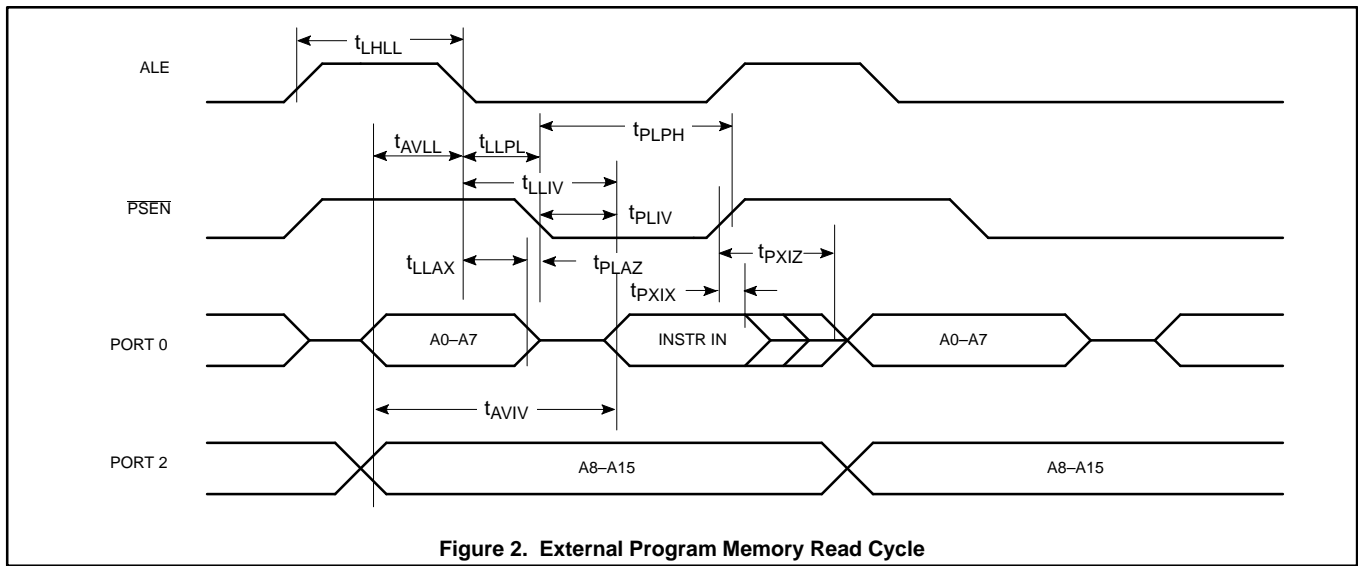 tLHLL
ALE
tPLPH
tAVLL
tLLPL
tLLIV
PSEN
tPLIV
tLLAX
tPLAZ
tPXIZ
tPXIX
PORT 0
A0–A7
INSTR IN
A0–A7
tAVIV
PORT 2
A8–A15
A8–A15
Figure 2. External Program Memory Read Cycle